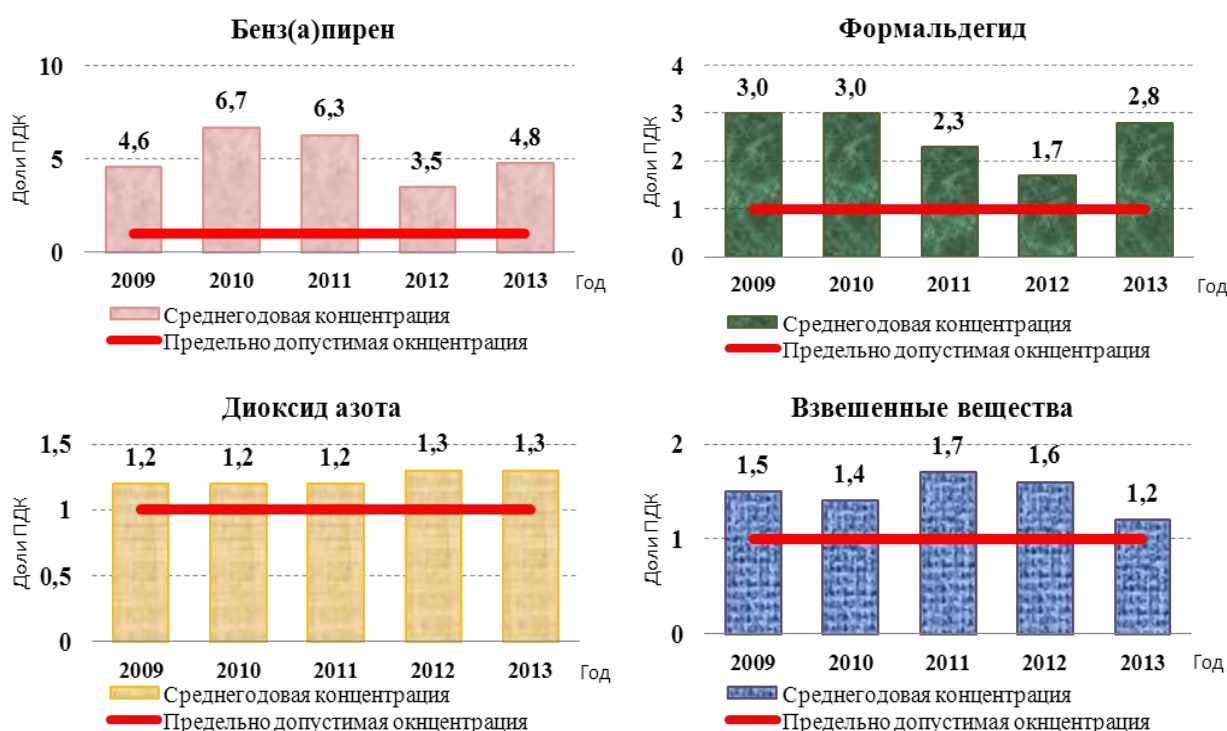 Бенз(а)пирен
Доли ПДК
10
5
0
4,6
6,7
6,3
3,5
4,8
2009 2010 2011 2012 2013 Год
Среднегодовая концентрация
Предельно допустимая окнцентрация
Формальдегид
Доли ПДК
4
3
2
1
0
3,0
3,0
2,3
1,7
2,8
2009 2010 2011 2012 2013 Год
Среднегодовая концентрация
Предельно допустимая окнцентрация
Диоксид азота
Доли ПДК
1,5
1
0,5
0
1,2
1,2
1,2
1,3
1,3
2009 2010 2011 2012 2013 Год
Среднегодовая концентрация
Предельно допустимая окнцентрация
Взвешенные вещества
Доли ПДК
2
1
0
1,5
1,4
1,7
1,6
1,2
2009 2010 2011 2012 2013 Год
Среднегодовая концентрация
Предельно допустимая окнцентрация